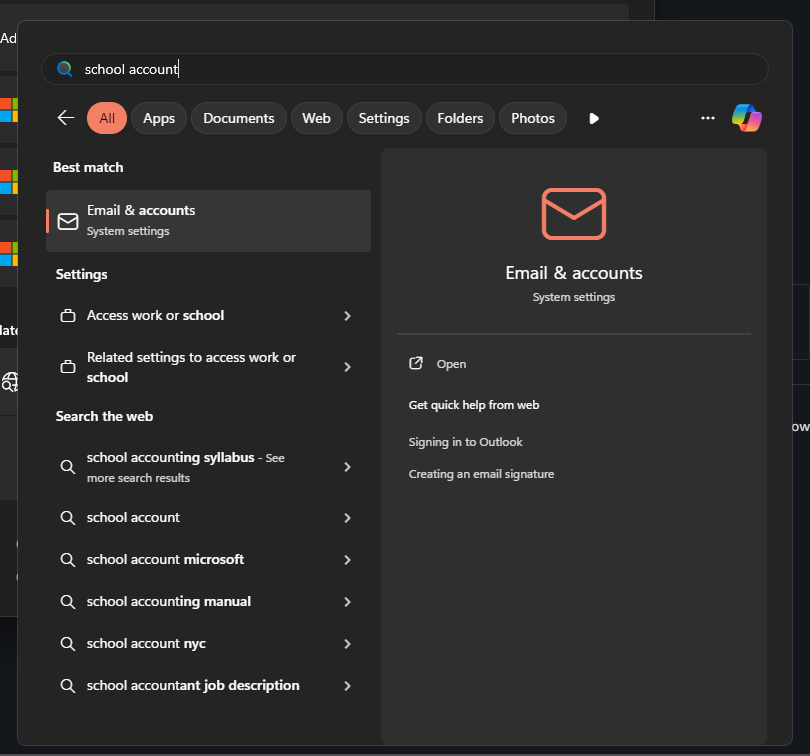 Ad
school account
All
Apps
Documents
Web
Settings
Folders
Photos
Best match
Email & accounts
System settings
Settings
Access work or school
Related settings to access work or
school
Search the web
school accounting syllabus - See
more search results
school account
school account microsoft
school accounting manual
school account nyc
school accountant job description
Email & accounts
System settings
Open
Get quick help from web
Signing in to Outlook
Creating an email signature
late
ow